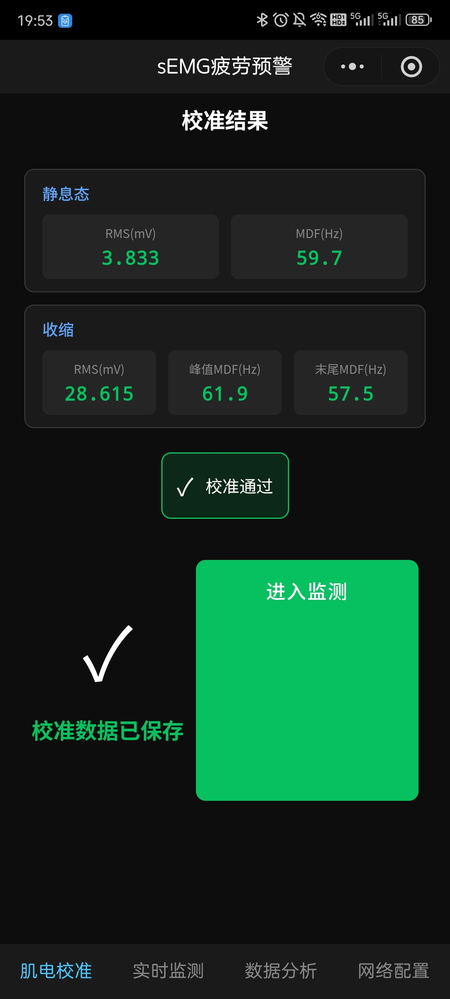 19:53
HD1
HD2
5G
5G
85
sEMG疲劳预警
校准结果
静息态
RMS(mV)
3.833
MDF(Hz)
59.7
收缩
RMS(mV)
28.615
峰值MDF(Hz)
61.9
末尾MDF(Hz)
57.5
✓ 校准通过
进入监测
✓
校准数据已保存
肌电校准
实时监测
数据分析
网络配置